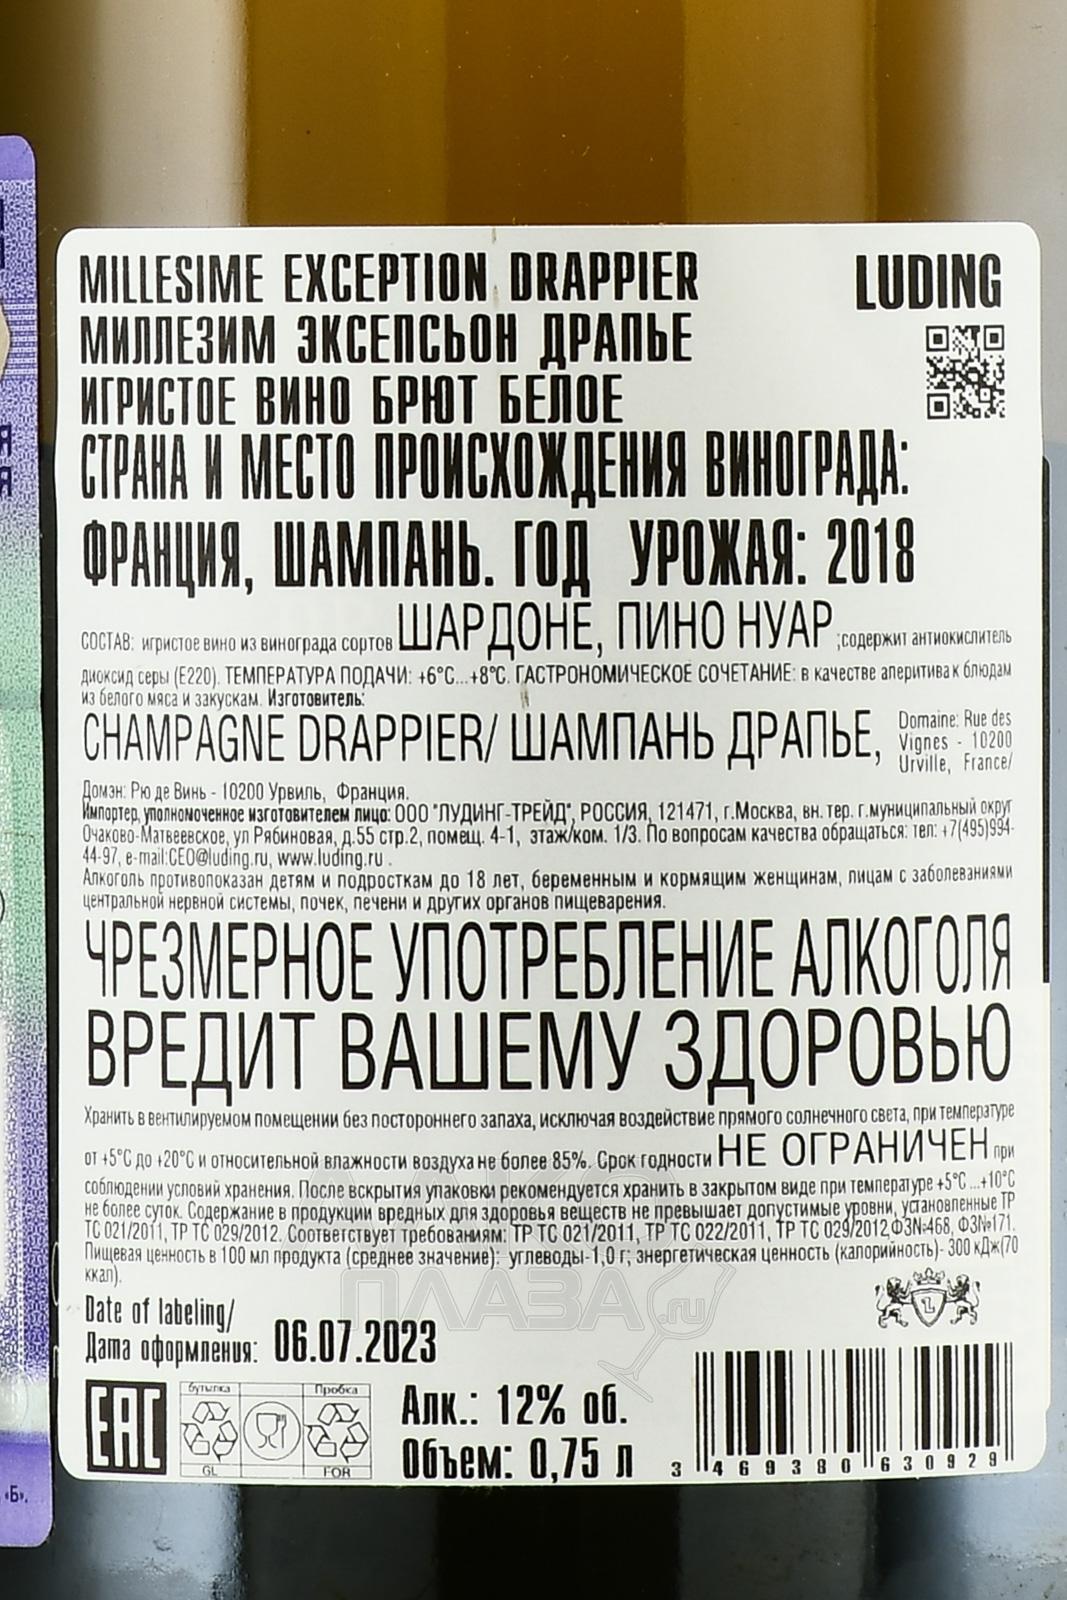 MILLESIME EXCEPTION DRAPPIER
LUDING
МИЛЛЕЗИМ ЭКСЕПСЬОН ДРАПЬЕ
ИГРИСТОЕ ВИНО БРЮТ БЕЛОЕ
СТРАНА И МЕСТО ПРОИСХОЖДЕНИЯ ВИНОГРАДА:
ФРАНЦИЯ, ШАМПАНЬ. ГОД УРОЖАЯ: 2018
СОСТАВ: игристое вино из винограда сортов ШАРДОНЕ, ПИНО НУАР ;содержит антиокислитель
диоксид серы (Е220). ТЕМПЕРАТУРА ПОДАЧИ: +6°С...+8°С. ГАСТРОНОМИЧЕСКОЕ СОЧЕТАНИЕ: в качестве аперитива к блюдам
из белого мяса и закускам. Изготовитель:
CHAMPAGNE DRAPPIER/ ШАМПАНЬ ДРАПЬЕ,
Domaine: Rue des
Vignes - 10200
Urville, France/
Домэн: Рю де Винь - 10200 Урвиль, Франция.
Импортер, уполномоченное изготовителем лицо: ООО "ЛУДИНГ-ТРЕЙД", РОССИЯ, 121471, г.Москва, вн. тер. г.муниципальный округ
Очаково-Матвеевское, ул Рябиновая, д.55 стр.2, помещ. 4-1, этаж/ком. 1/3. По вопросам качества обращаться: тел: +7(495)994-
44-97, e-mail:CEO@luding.ru, www.luding.ru .
Алкоголь противопоказан детям и подросткам до 18 лет, беременным и кормящим женщинам, лицам с заболеваниями
центральной нервной системы, почек, печени и других органов пищеварения.
ЧРЕЗМЕРНОЕ УПОТРЕБЛЕНИЕ АЛКОГОЛЯ
ВРЕДИТ ВАШЕМУ ЗДОРОВЬЮ
Хранить в вентилируемом помещении без постороннего запаха, исключая воздействие прямого солнечного света, при температуре
от +5°С до +20°С и относительной влажности воздуха не более 85%. Срок годности НЕ ОГРАНИЧЕН при
соблюдении условий хранения. После вскрытия упаковки рекомендуется хранить в закрытом виде при температуре +5°С ...+10°С
не более суток. Содержание в продукции вредных для здоровья веществ не превышает допустимые уровни, установленные ТР
ТС 021/2011, ТР ТС 029/2012. Соответствует требованиям: ТР ТС 021/2011, ТР ТС 022/2011, ТР ТС 029/2012,ФЗ№468, ФЗ№171.
Пищевая ценность в 100 мл продукта (среднее значение): углеводы-1,0 г; энергетическая ценность (калорийность)- 300 кДж(70
ккал).
Date of labeling/
Дата оформления: 06.07.2023
L
EAC
бутылка
Пробка
GL
FOR
Алк.: 12% об.
Объем: 0,75 л
3 469380 630929
АЛКО
ПЛАЗА.ru
Я
Я
«Б».